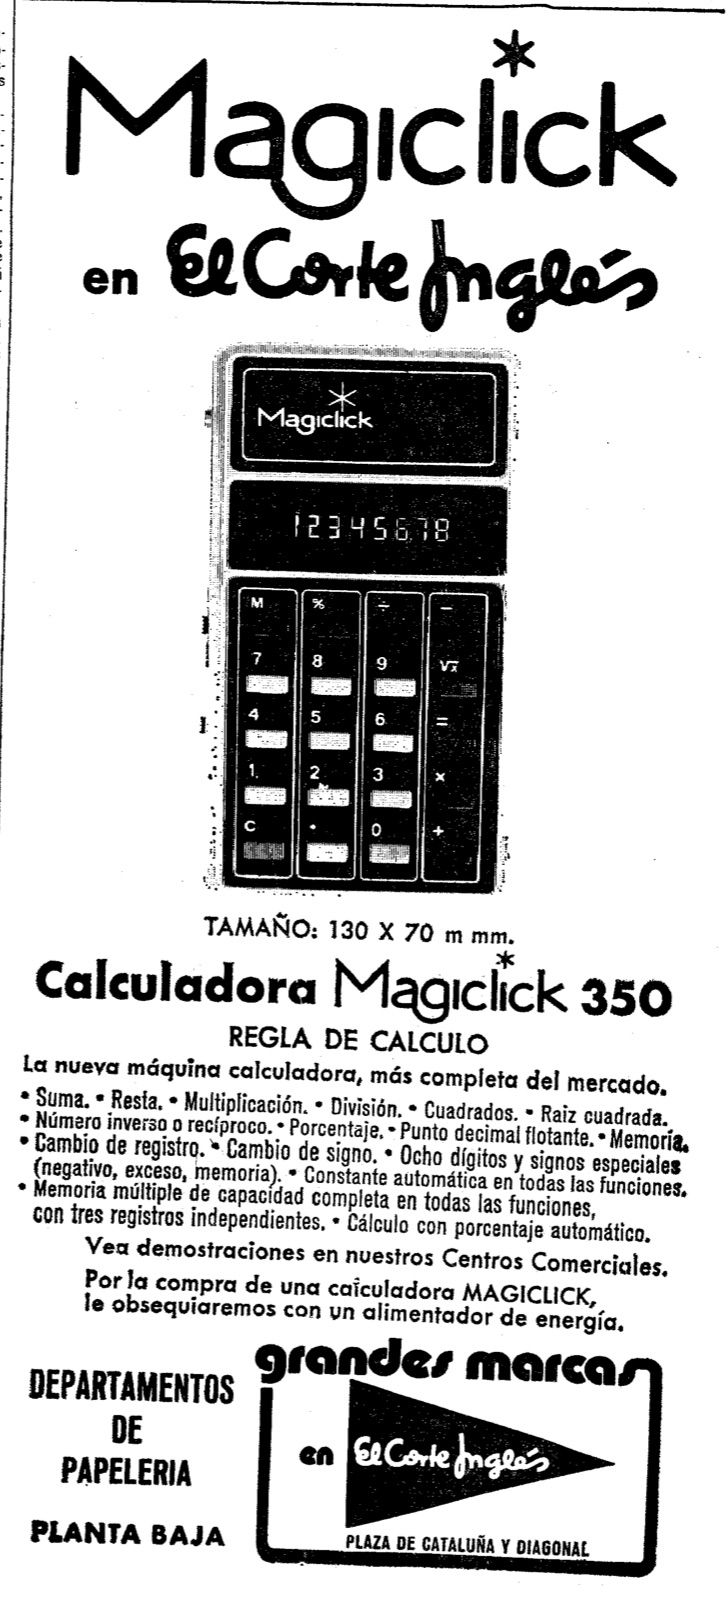 Magiclick
en El Corte Inglés
Magiclick
12345678
M % ÷ −
7 8 9 √x
4 5 6 =
1 2 3 ×
C • 0 +
TAMAÑO: 130 X 70 m mm.
Calculadora Magiclick 350
REGLA DE CALCULO
La nueva máquina calculadora, más completa del mercado.
• Suma. • Resta. • Multiplicación. • División. • Cuadrados. • Raiz cuadrada.
• Número inverso o recíproco. • Porcentaje. • Punto decimal flotante. • Memoria.
• Cambio de registro. • Cambio de signo. • Ocho dígitos y signos especiales
(negativo, exceso, memoria). • Constante automática en todas las funciones.
• Memoria múltiple de capacidad completa en todas las funciones,
con tres registros independientes. • Cálculo con porcentaje automático.
Vea demostraciones en nuestros Centros Comerciales.
Por la compra de una calculadora MAGICLICK,
le obsequiaremos con un alimentador de energía.
DEPARTAMENTOS
DE
PAPELERIA
PLANTA BAJA
grandes marcas
en El Corte Inglés
PLAZA DE CATALUÑA Y DIAGONAL